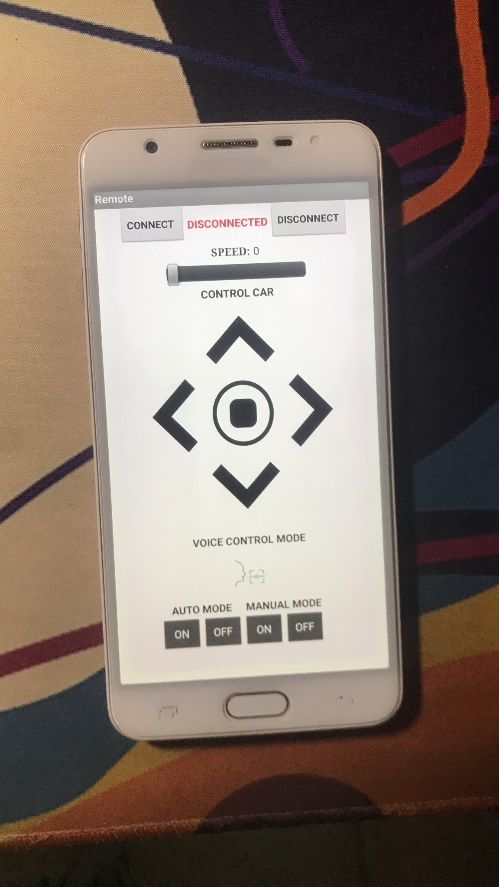 Remote
CONNECT DISCONNECTED DISCONNECT
SPEED: 0
CONTROL CAR
VOICE CONTROL MODE
AUTO MODE MANUAL MODE
ON OFF ON OFF